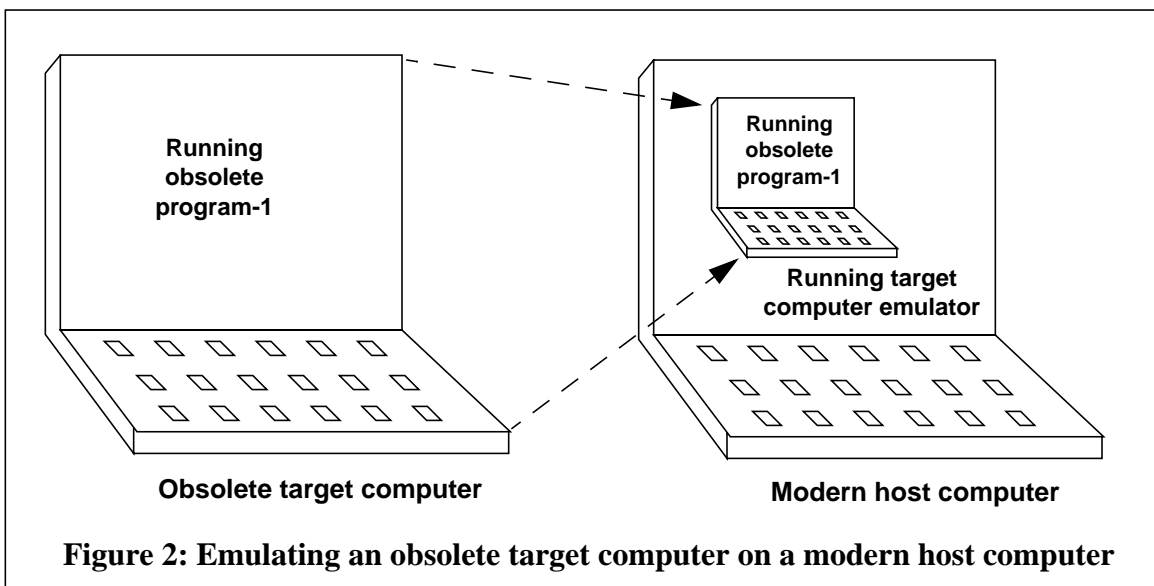 Running
obsolete
program-1
Running
obsolete
program-1
Running target
computer emulator
Obsolete target computer
Modern host computer
Figure 2: Emulating an obsolete target computer on a modern host computer